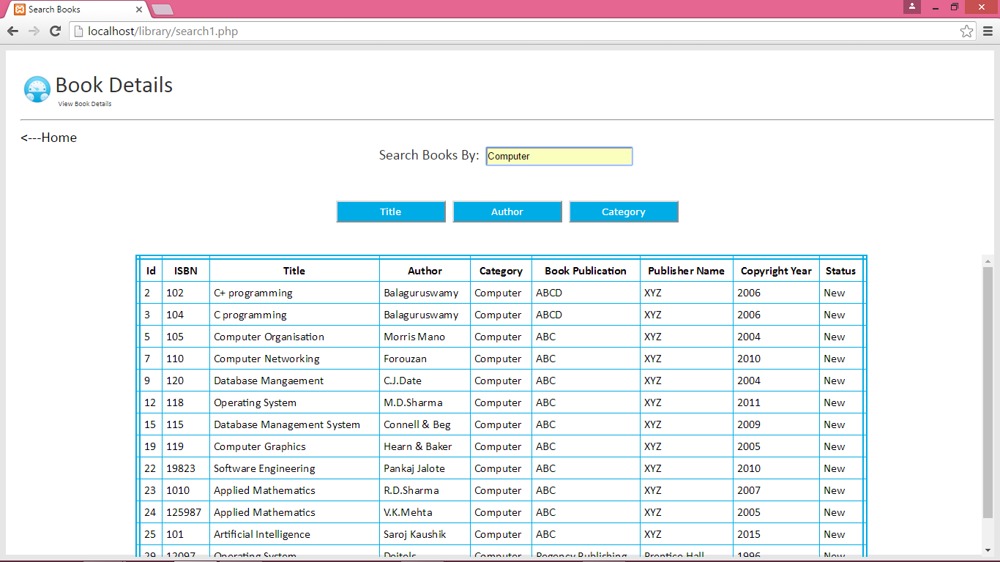 Search Books
localhost/library/search1.php
Book Details
View Book Details
<---Home
Search Books By: Computer
Title Author Category
Id ISBN Title Author Category Book Publication Publisher Name Copyright Year Status
2 102 C+ programming Balaguruswamy Computer ABCD XYZ 2006 New
3 104 C programming Balaguruswamy Computer ABCD XYZ 2006 New
5 105 Computer Organisation Morris Mano Computer ABC XYZ 2004 New
7 110 Computer Networking Forouzan Computer ABC XYZ 2010 New
9 120 Database Mangaement C.J.Date Computer ABC XYZ 2004 New
12 118 Operating System M.D.Sharma Computer ABC XYZ 2011 New
15 115 Database Management System Connell & Beg Computer ABC XYZ 2009 New
19 119 Computer Graphics Hearn & Baker Computer ABC XYZ 2005 New
22 19823 Software Engineering Pankaj Jalote Computer ABC XYZ 2010 New
23 1010 Applied Mathematics R.D.Sharma Computer ABC XYZ 2007 New
24 125987 Applied Mathematics V.K.Mehta Computer ABC XYZ 2005 New
25 101 Artificial Intelligence Saroj Kaushik Computer ABC XYZ 2015 New
29 12097 Operating System Deitels Computer Regency Publishing Prentice Hall 1996 New